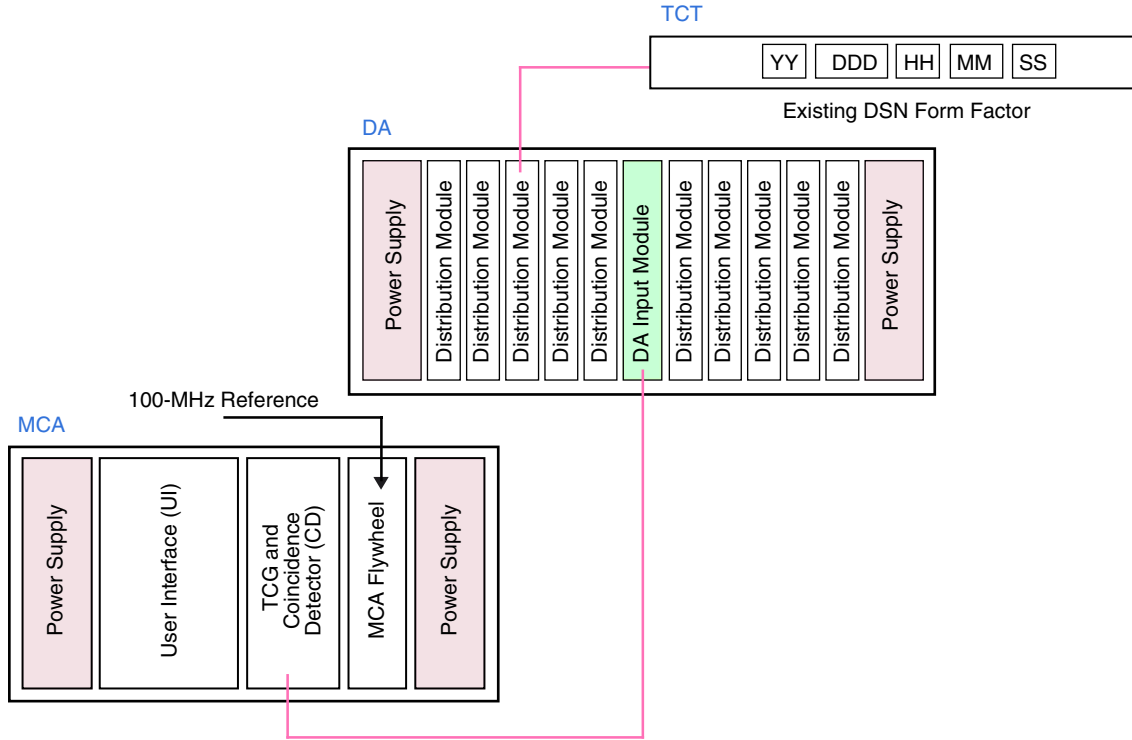 TCT
YY DDD HH MM SS
Existing DSN Form Factor
DA
Power Supply
Distribution Module
Distribution Module
Distribution Module
Distribution Module
Distribution Module
DA Input Module
Distribution Module
Distribution Module
Distribution Module
Distribution Module
Distribution Module
Power Supply
100-MHz Reference
MCA
Power Supply
User Interface (UI)
TCG and
Coincidence
Detector (CD)
MCA Flywheel
Power Supply